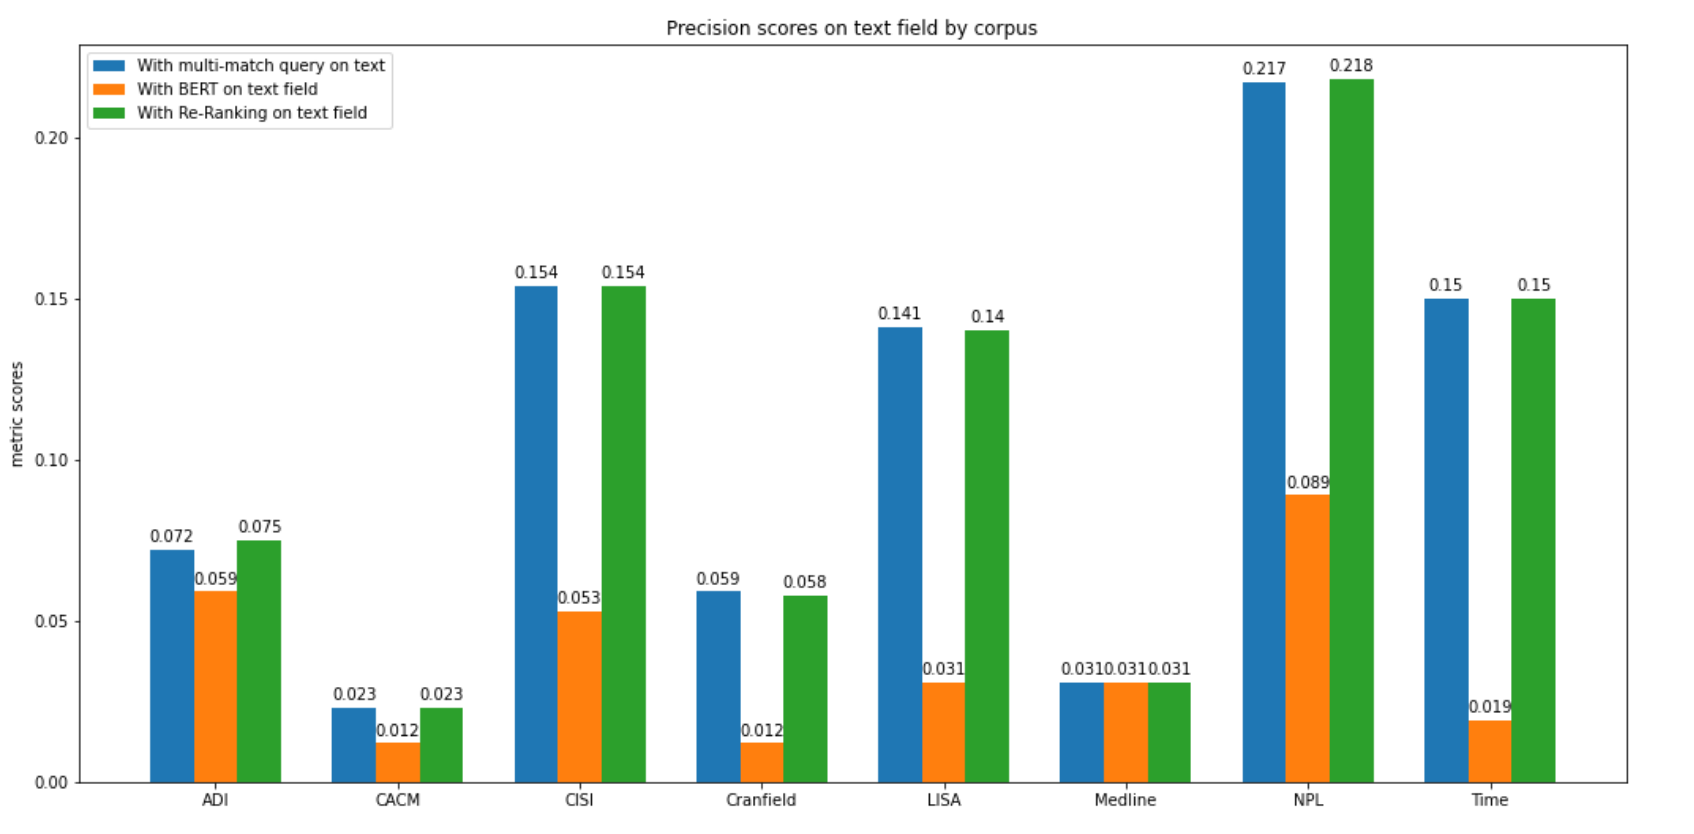 Precision scores on text field by corpus
With multi-match query on text
With BERT on text field
With Re-Ranking on text field
metric scores
0.20
0.15
0.10
0.05
0.00
0.072
0.059
0.075
0.023
0.012
0.023
0.154
0.053
0.154
0.059
0.012
0.058
0.141
0.031
0.14
0.031
0.031
0.031
0.217
0.089
0.218
0.15
0.019
0.15
ADI
CACM
CISI
Cranfield
LISA
Medline
NPL
Time